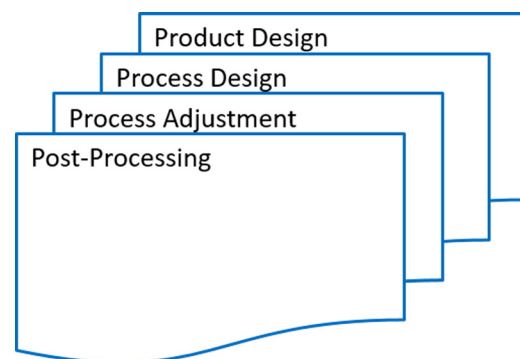 Product Design
Process Design
Process Adjustment
Post-Processing